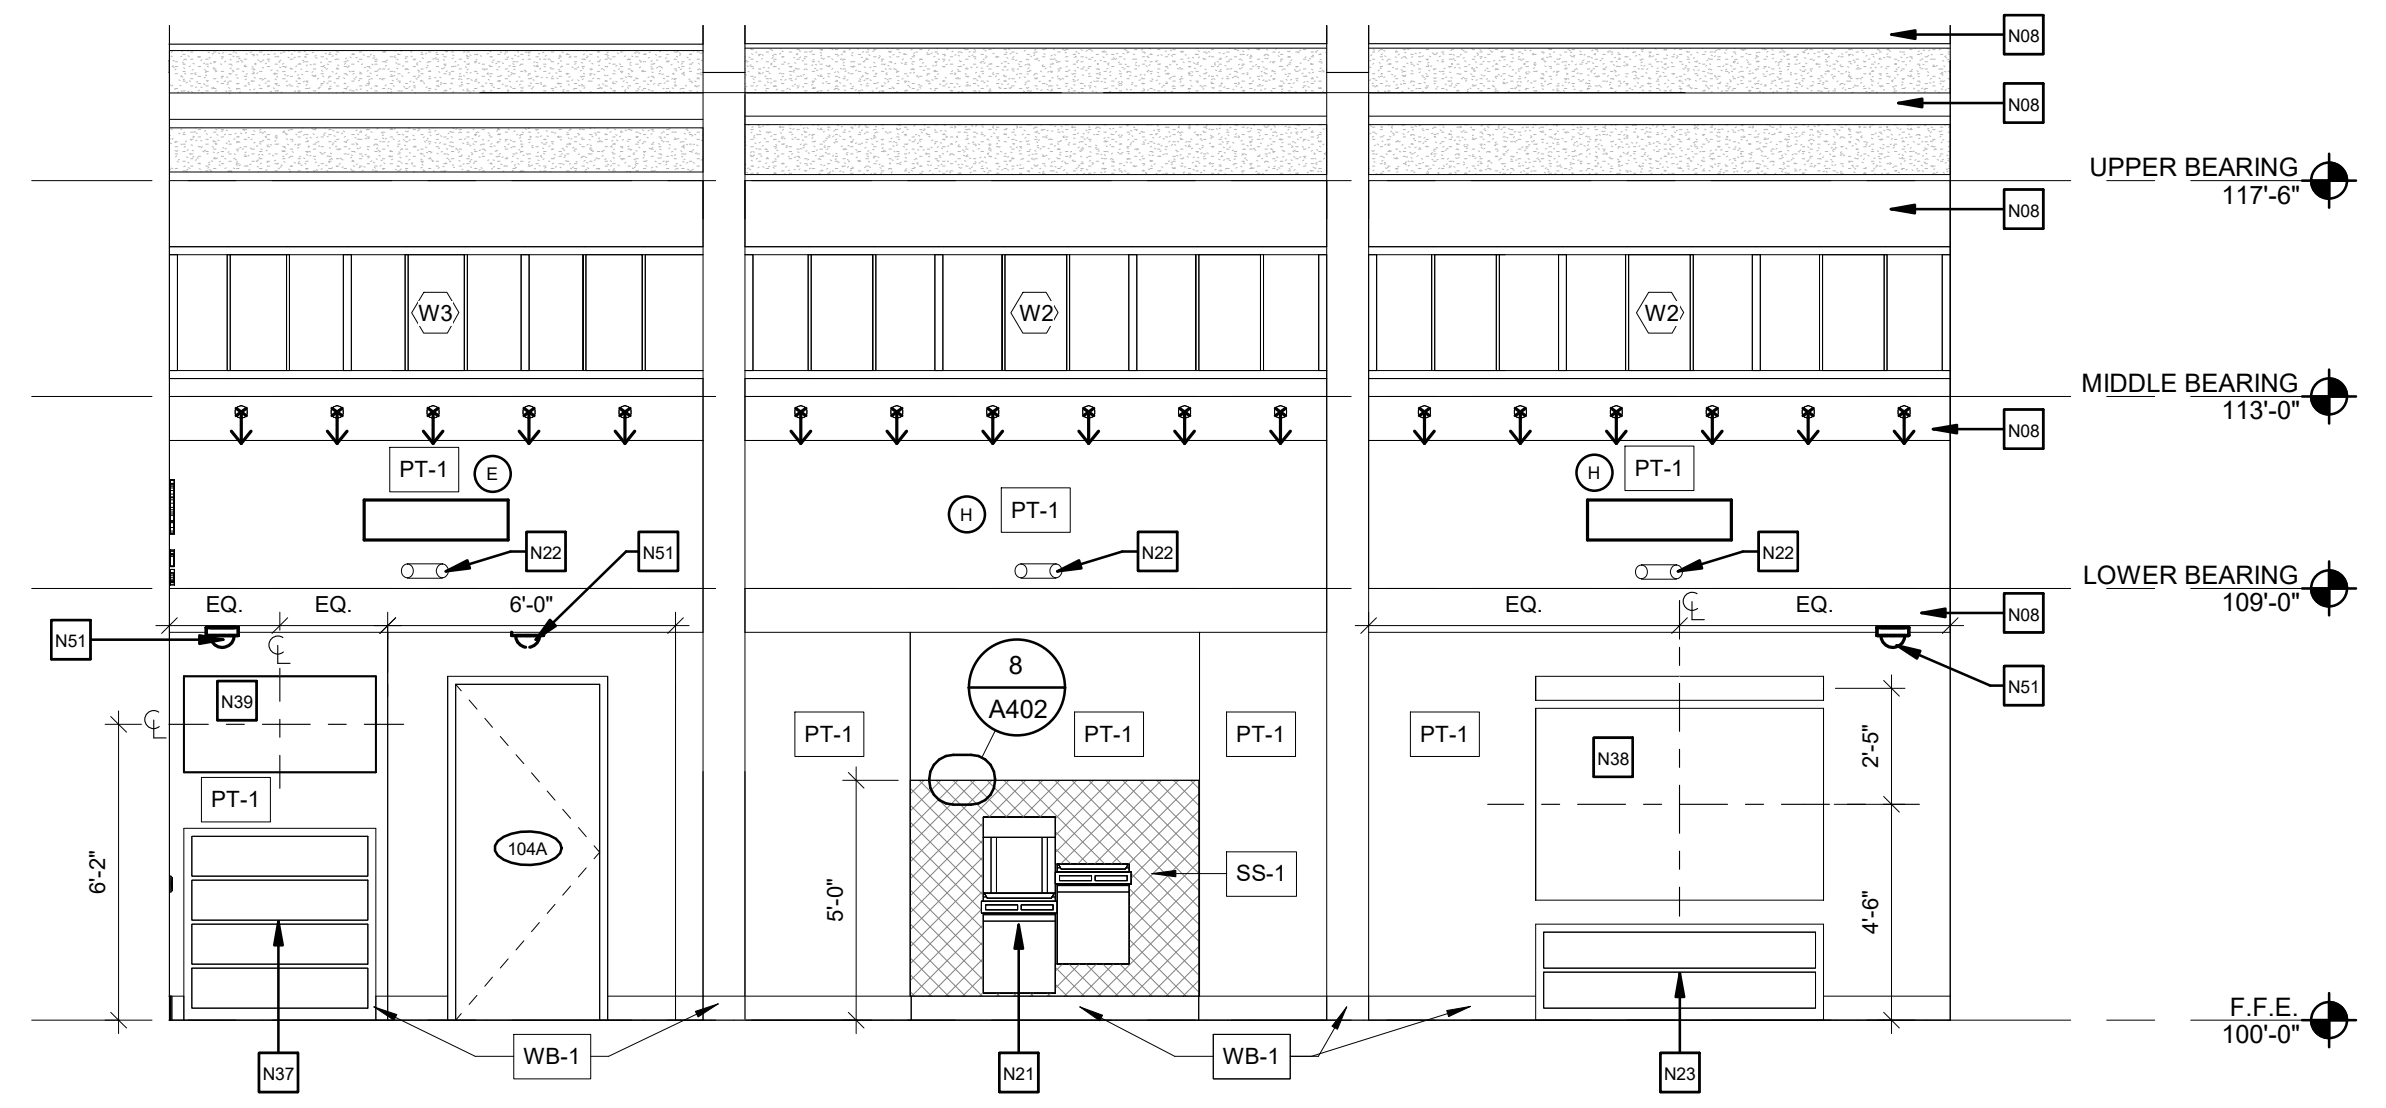 N08
N08
UPPER BEARING
117'-6"
N08
W3
W2
W2
MIDDLE BEARING
113'-0"
N08
PT-1
E
H
PT-1
H
PT-1
N22
N51
N22
N22
LOWER BEARING
109'-0"
EQ.
EQ.
6'-0"
EQ.
℄
EQ.
N08
N51
℄
8
A402
N51
N39
℄
PT-1
PT-1
PT-1
PT-1
N38
2'-5"
PT-1
104A
6'-2"
5'-0"
SS-1
4'-6"
F.F.E.
100'-0"
WB-1
WB-1
N37
N21
N23